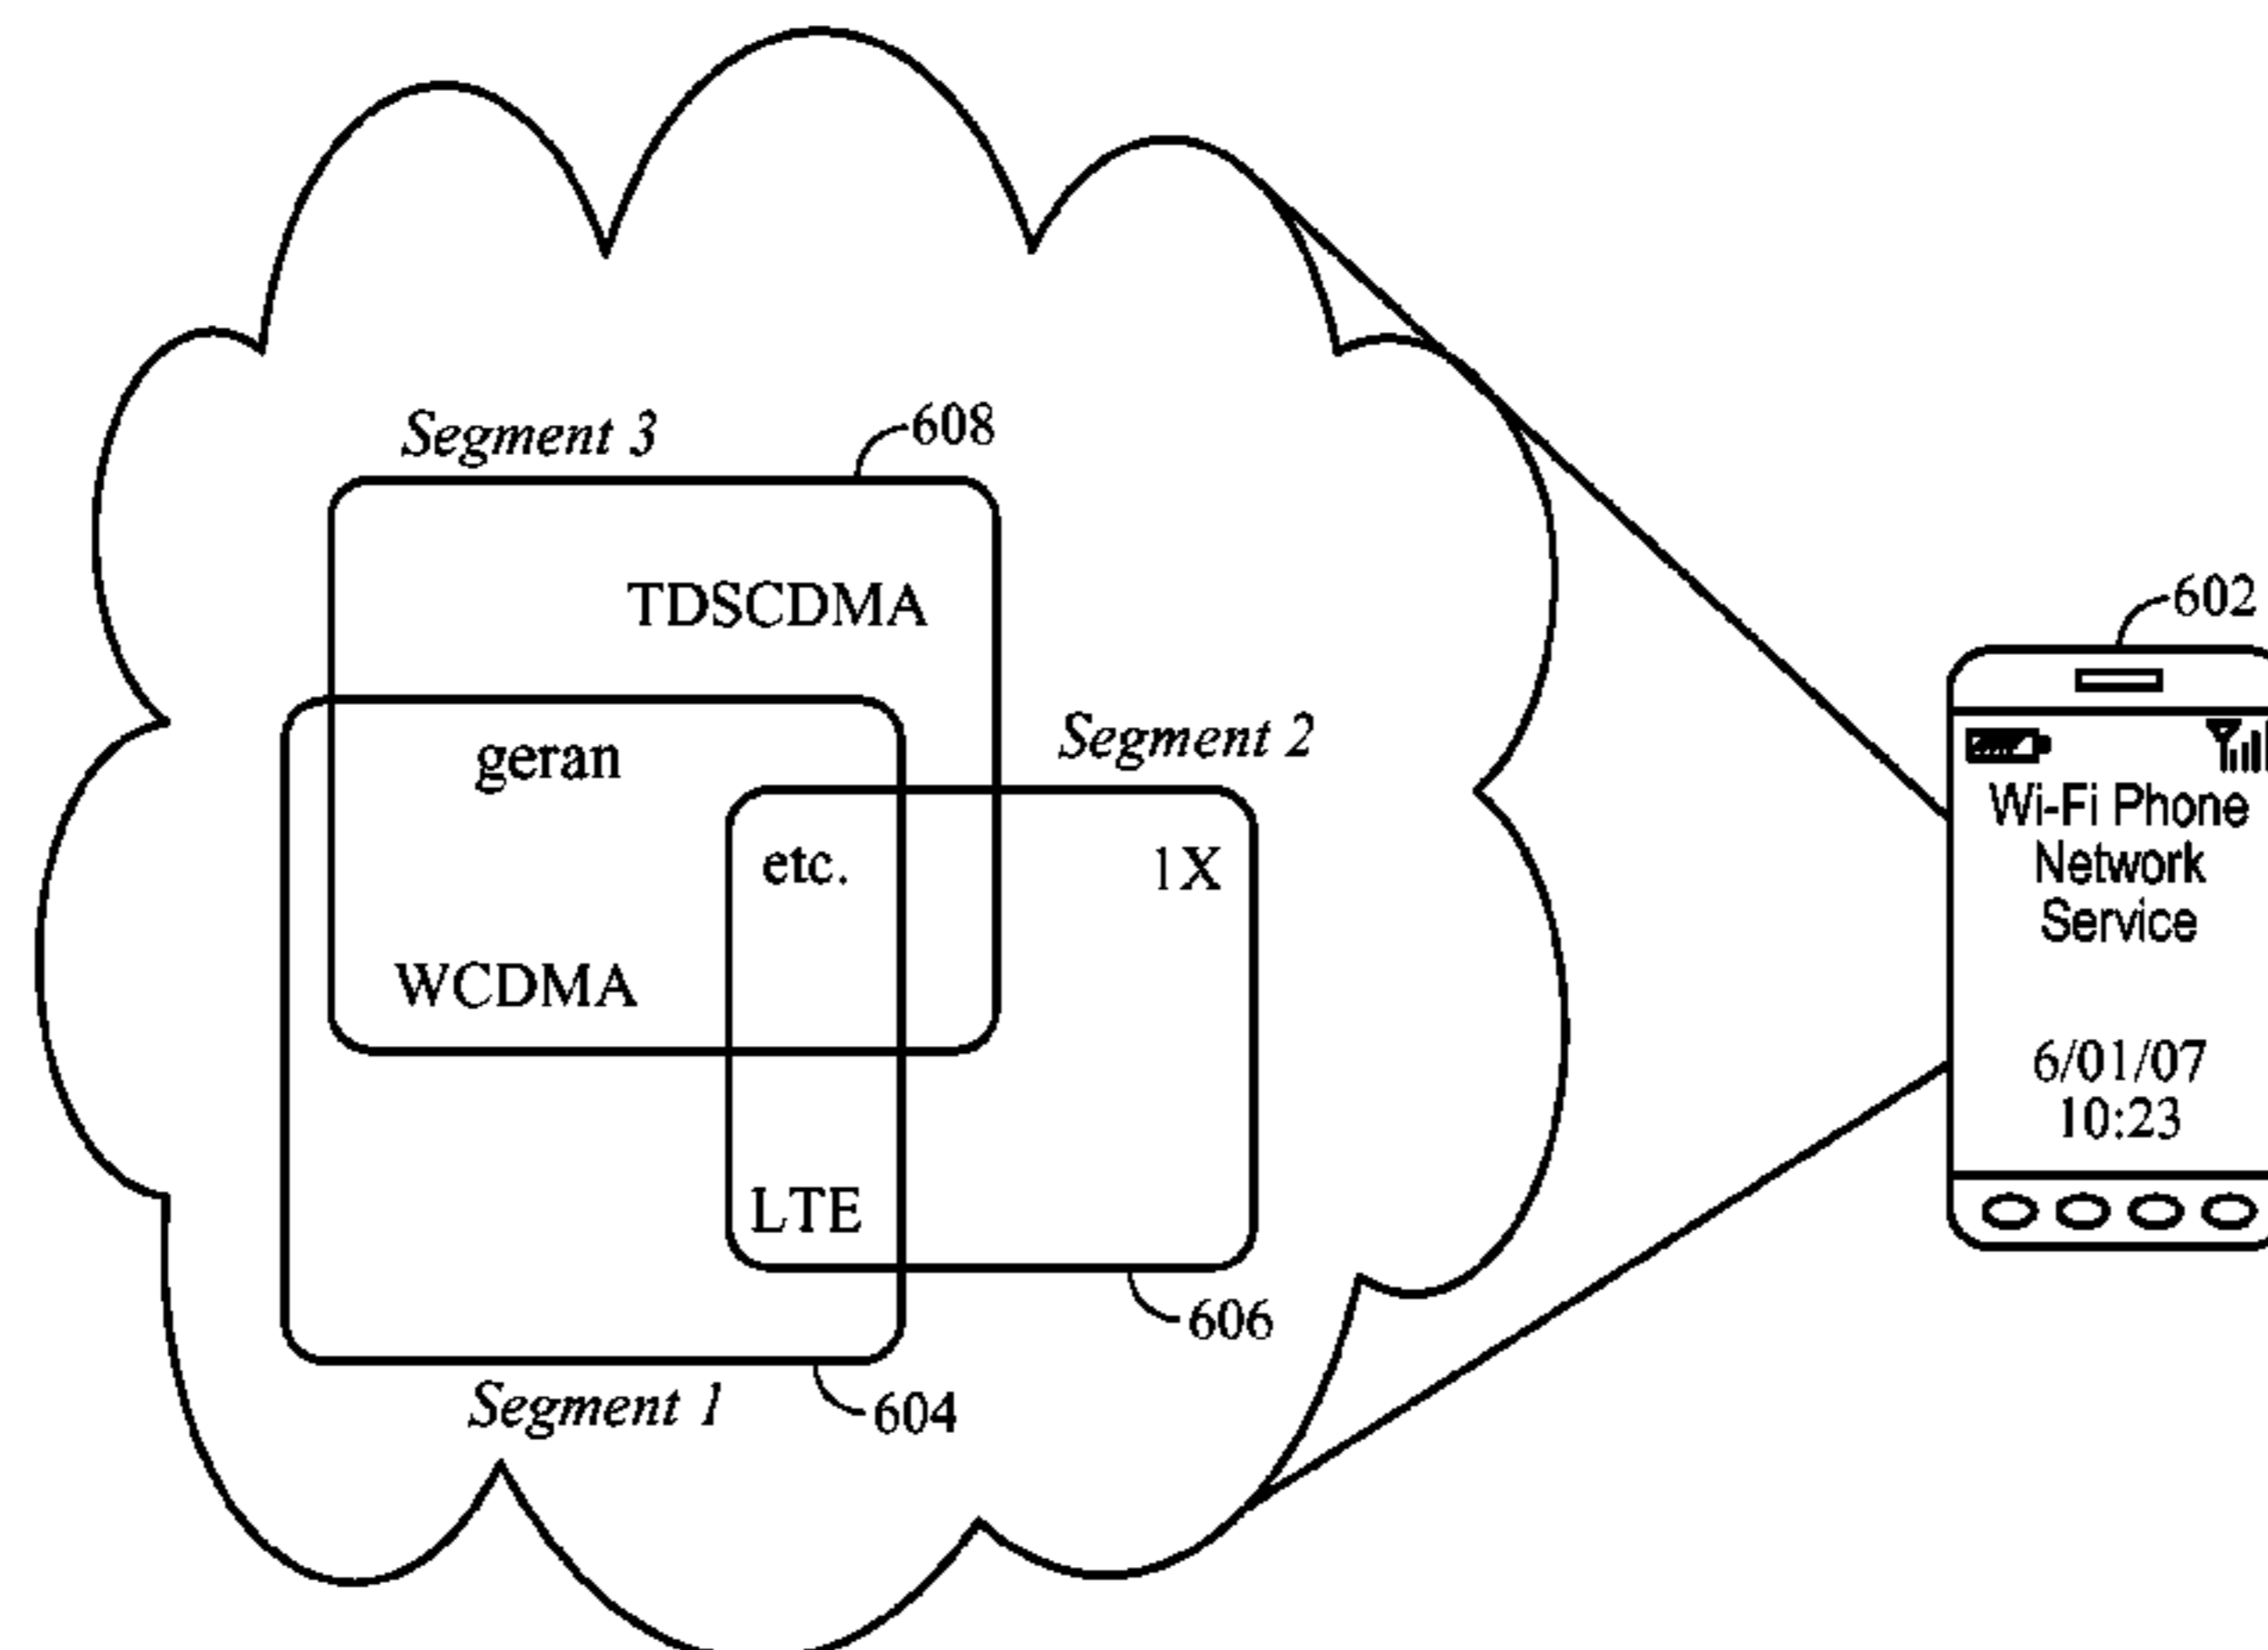 Segment 3
608
TDSCDMA
602
geran
Segment 2
etc.
1X
Wi-Fi Phone
Network
Service
WCDMA
6/01/07
10:23
LTE
606
Segment 1
604